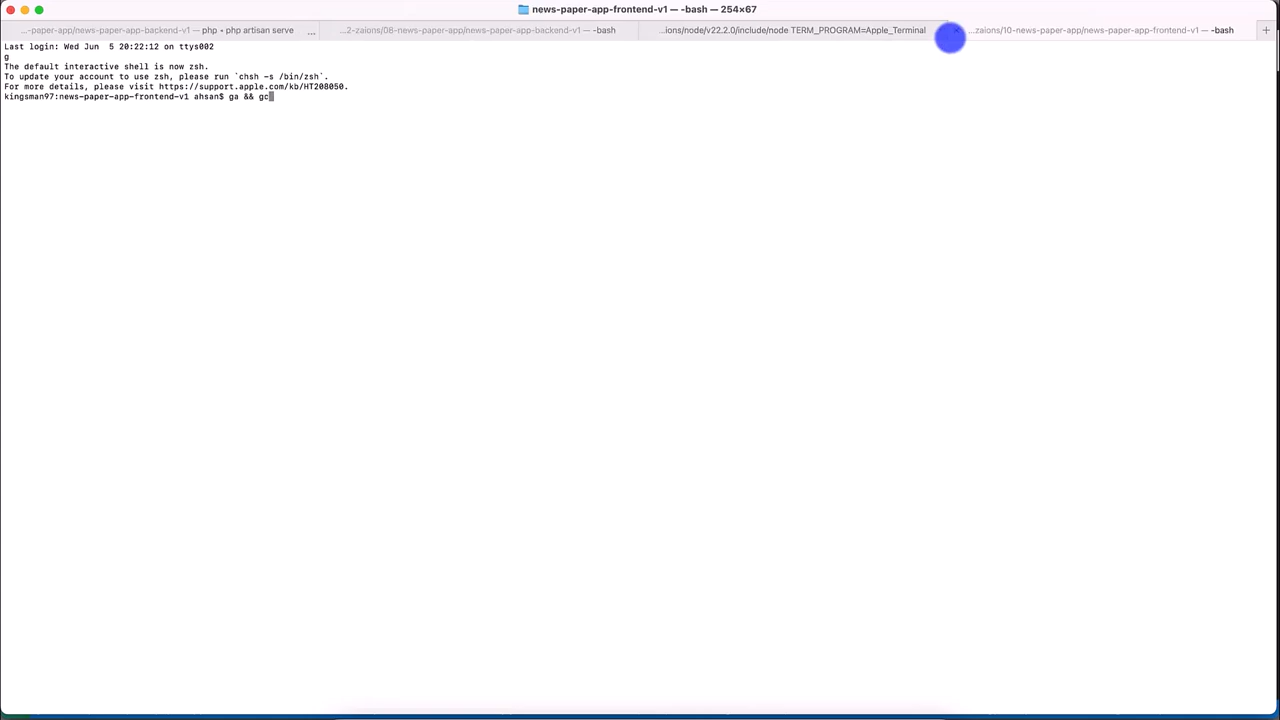 news-paper-app-frontend-v1 — -bash — 254×67
...-paper-app/news-paper-app-backend-v1 — php • php artisan serve ...
...2-zaions/08-news-paper-app/news-paper-app-backend-v1 — -bash
...ions/node/v22.2.0/include/node TERM_PROGRAM=Apple_Terminal
...zaions/10-news-paper-app/news-paper-app-frontend-v1 — -bash
Last login: Wed Jun  5 20:22:12 on ttys002
g
The default interactive shell is now zsh.
To update your account to use zsh, please run `chsh -s /bin/zsh`.
For more details, please visit https://support.apple.com/kb/HT208050.
kingsman97:news-paper-app-frontend-v1 ahsan$ ga && gc